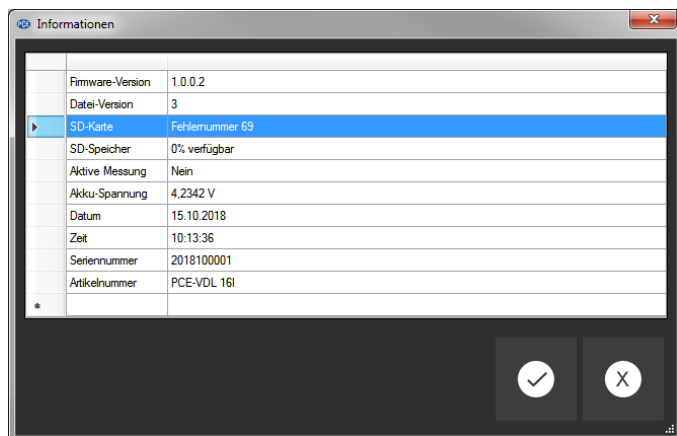 Informationen
Firmware-Version 1.0.0.2
Datei-Version 3
SD-Karte Fehlernummer 69
SD-Speicher 0% verfügbar
Aktive Messung Nein
Akku-Spannung 4,2342 V
Datum 15.10.2018
Zeit 10:13:36
Seriennummer 2018100001
Artikelnummer PCE-VDL 16I
X